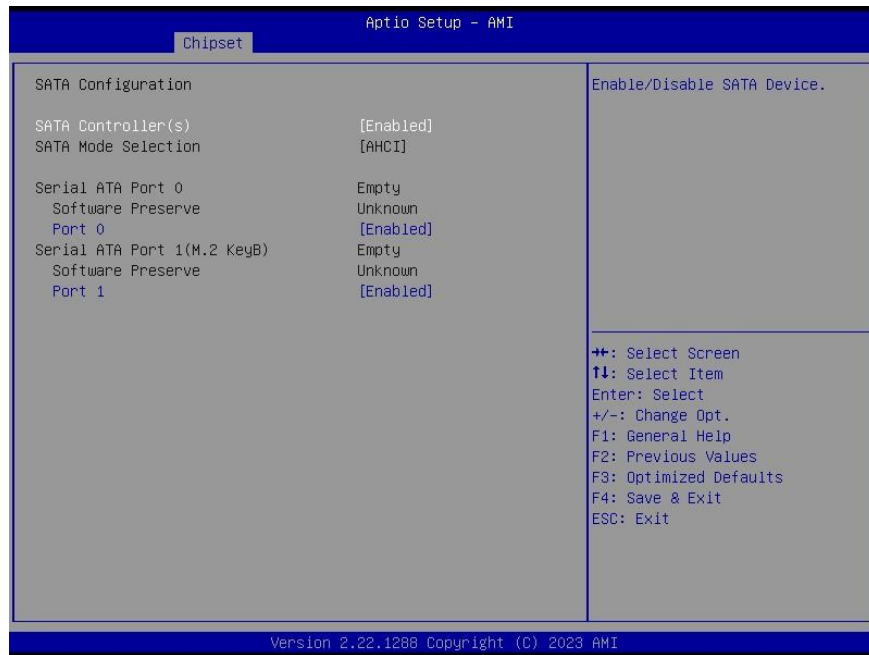 Aptio Setup – AMI
Chipset
SATA Configuration
SATA Controller(s) [Enabled]
SATA Mode Selection [AHCI]
Serial ATA Port 0 Empty
Software Preserve Unknown
Port 0 [Enabled]
Serial ATA Port 1(M.2 KeyB) Empty
Software Preserve Unknown
Port 1 [Enabled]
Enable/Disable SATA Device.
→←: Select Screen
↑↓: Select Item
Enter: Select
+/-: Change Opt.
F1: General Help
F2: Previous Values
F3: Optimized Defaults
F4: Save & Exit
ESC: Exit
Version 2.22.1288 Copyright (C) 2023 AMI